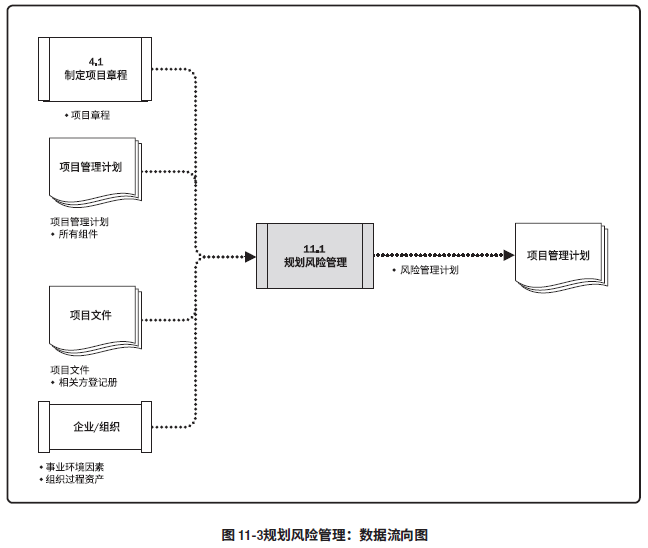 4.1
制定项目章程
• 项目章程
项目管理计划
项目管理计划
• 所有组件
项目文件
项目文件
• 相关方登记册
企业/组织
• 事业环境因素
• 组织过程资产
11.1
规划风险管理
• 风险管理计划
项目管理计划
图 11-3规划风险管理：数据流向图